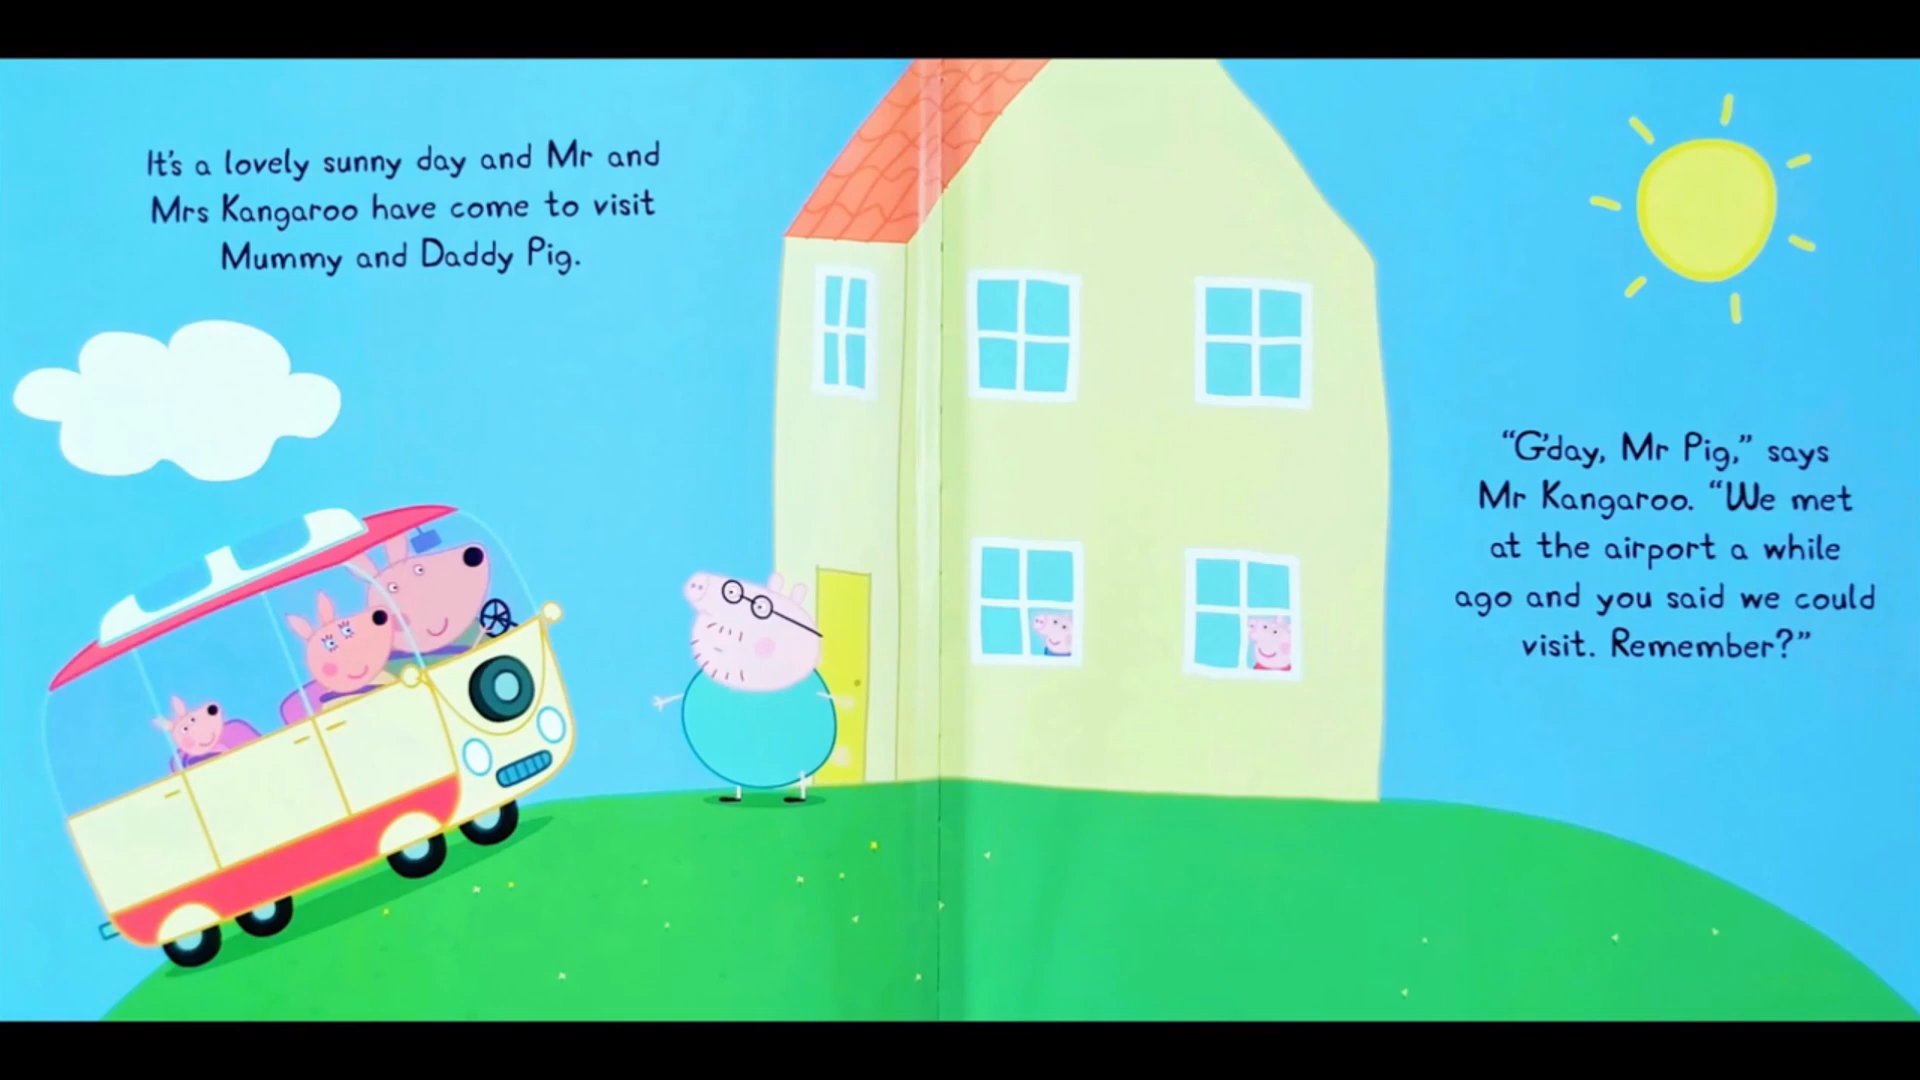 It's a lovely sunny day and Mr and
Mrs Kangaroo have come to visit
Mummy and Daddy Pig.
“G'day, Mr Pig,” says
Mr Kangaroo. “We met
at the airport a while
ago and you said we could
visit. Remember?”